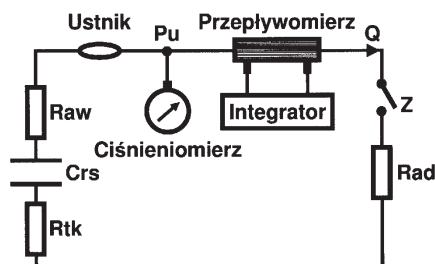 Ustnik
Pu
Przepływomierz
Q
Raw
Integrator
Z
Ciśnieniomierz
Crs
Rad
Rtk